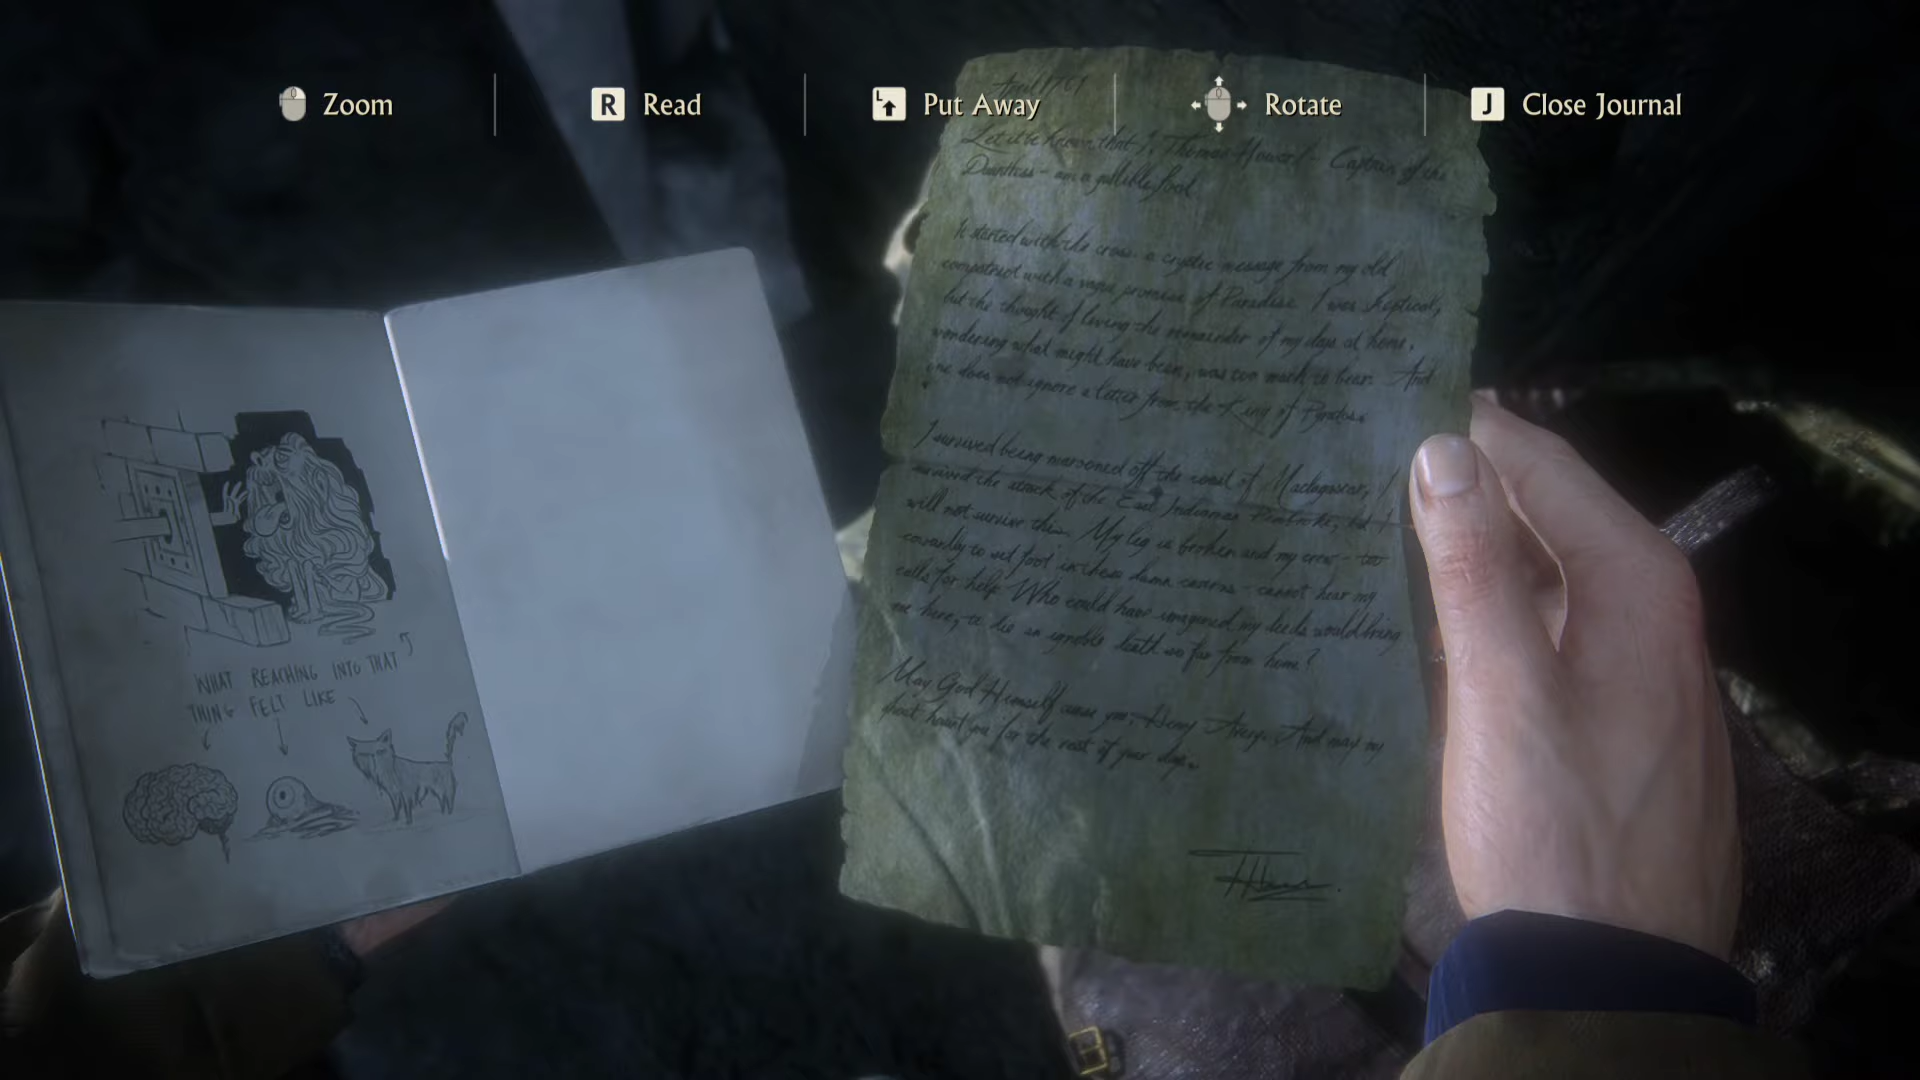 Zoom
R Read
L Put Away
Rotate
J Close Journal
April 1701
Let it be known that I, Thomas Howard - Captain of the
Dauntless - am a gullible fool.
It started with the cross: a cryptic message from my old
compatriot with a vague promise of Paradise. I was skeptical,
but the thought of living the remainder of my days at home,
wondering what might have been, was too much to bear. And
one does not ignore a letter from the King of Pyrates.
I survived being marooned off the coast of Madagascar, I
survived the attack of the East Indiaman Pembroke, but I
will not survive this. My leg is broken and my crew - too
cowardly to set foot in these damn caverns - cannot hear my
calls for help. Who could have imagined my deeds would bring
me here, to die an ignoble death so far from home?
May God Himself curse you, Henry Avery. And may my
ghost haunt you for the rest of your days.
WHAT REACHING INTO THAT
THING FELT LIKE